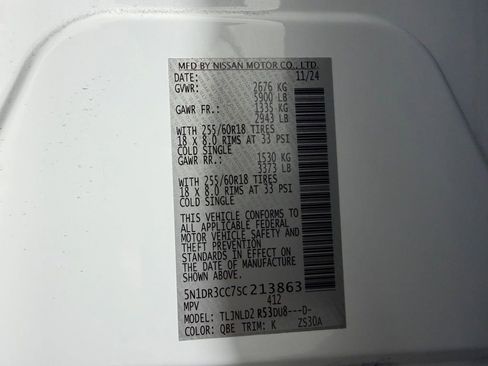 MFD BY NISSAN MOTOR CO., LTD.
DATE: 11/24
GVWR: 2676 KG
5900 LB
GAWR FR.: 1335 KG
2943 LB
WITH 255/60R18 TIRES
18 X 8.0 RIMS AT 33 PSI
COLD SINGLE
GAWR RR.: 1530 KG
3373 LB
WITH 255/60R18 TIRES
18 X 8.0 RIMS AT 33 PSI
COLD SINGLE
THIS VEHICLE CONFORMS TO
ALL APPLICABLE FEDERAL
MOTOR VEHICLE SAFETY AND
THEFT PREVENTION
STANDARDS IN EFFECT ON
THE DATE OF MANUFACTURE
SHOWN ABOVE.
5N1DR3CC7SC213863
MPV 412
MODEL: TLJNLD2 R53DU8---D-
COLOR: QBE TRIM: K ZS30A